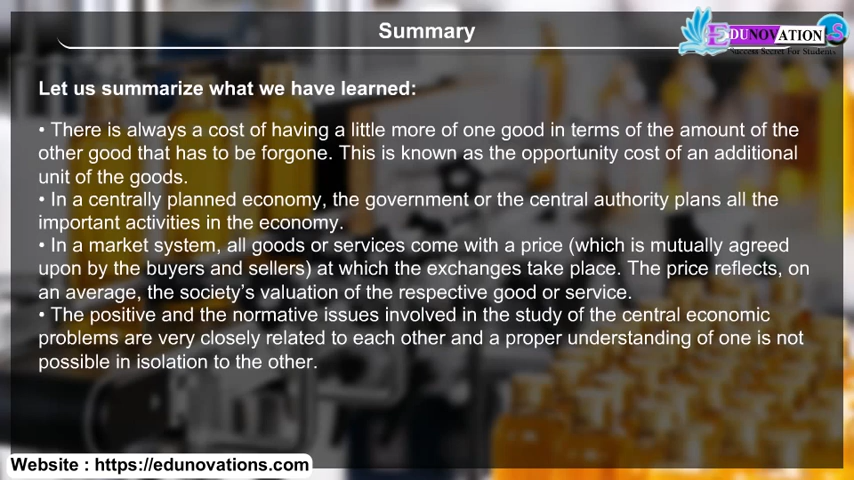 Summary
EDUNOVATIONS
Success Secret For Students
Let us summarize what we have learned:
• There is always a cost of having a little more of one good in terms of the amount of the
other good that has to be forgone. This is known as the opportunity cost of an additional
unit of the goods.
• In a centrally planned economy, the government or the central authority plans all the
important activities in the economy.
• In a market system, all goods or services come with a price (which is mutually agreed
upon by the buyers and sellers) at which the exchanges take place. The price reflects, on
an average, the society’s valuation of the respective good or service.
• The positive and the normative issues involved in the study of the central economic
problems are very closely related to each other and a proper understanding of one is not
possible in isolation to the other.
Website : https://edunovations.com